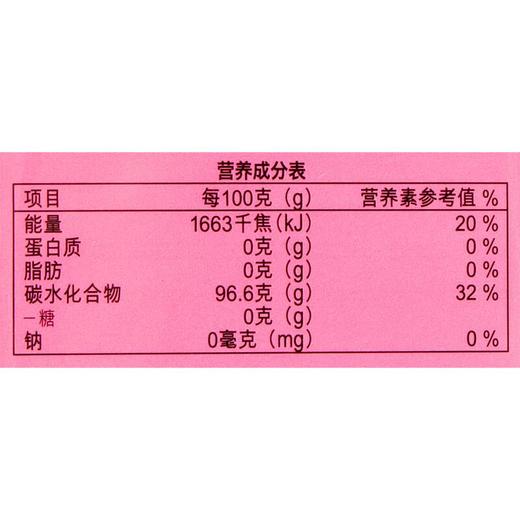 营养成分表
项目 每100克（g） 营养素参考值 %
能量 1663千焦(kJ) 20 %
蛋白质 0克（g） 0 %
脂肪 0克（g） 0 %
碳水化合物 96.6克（g） 32 %
–糖 0克（g）
钠 0毫克（mg） 0 %